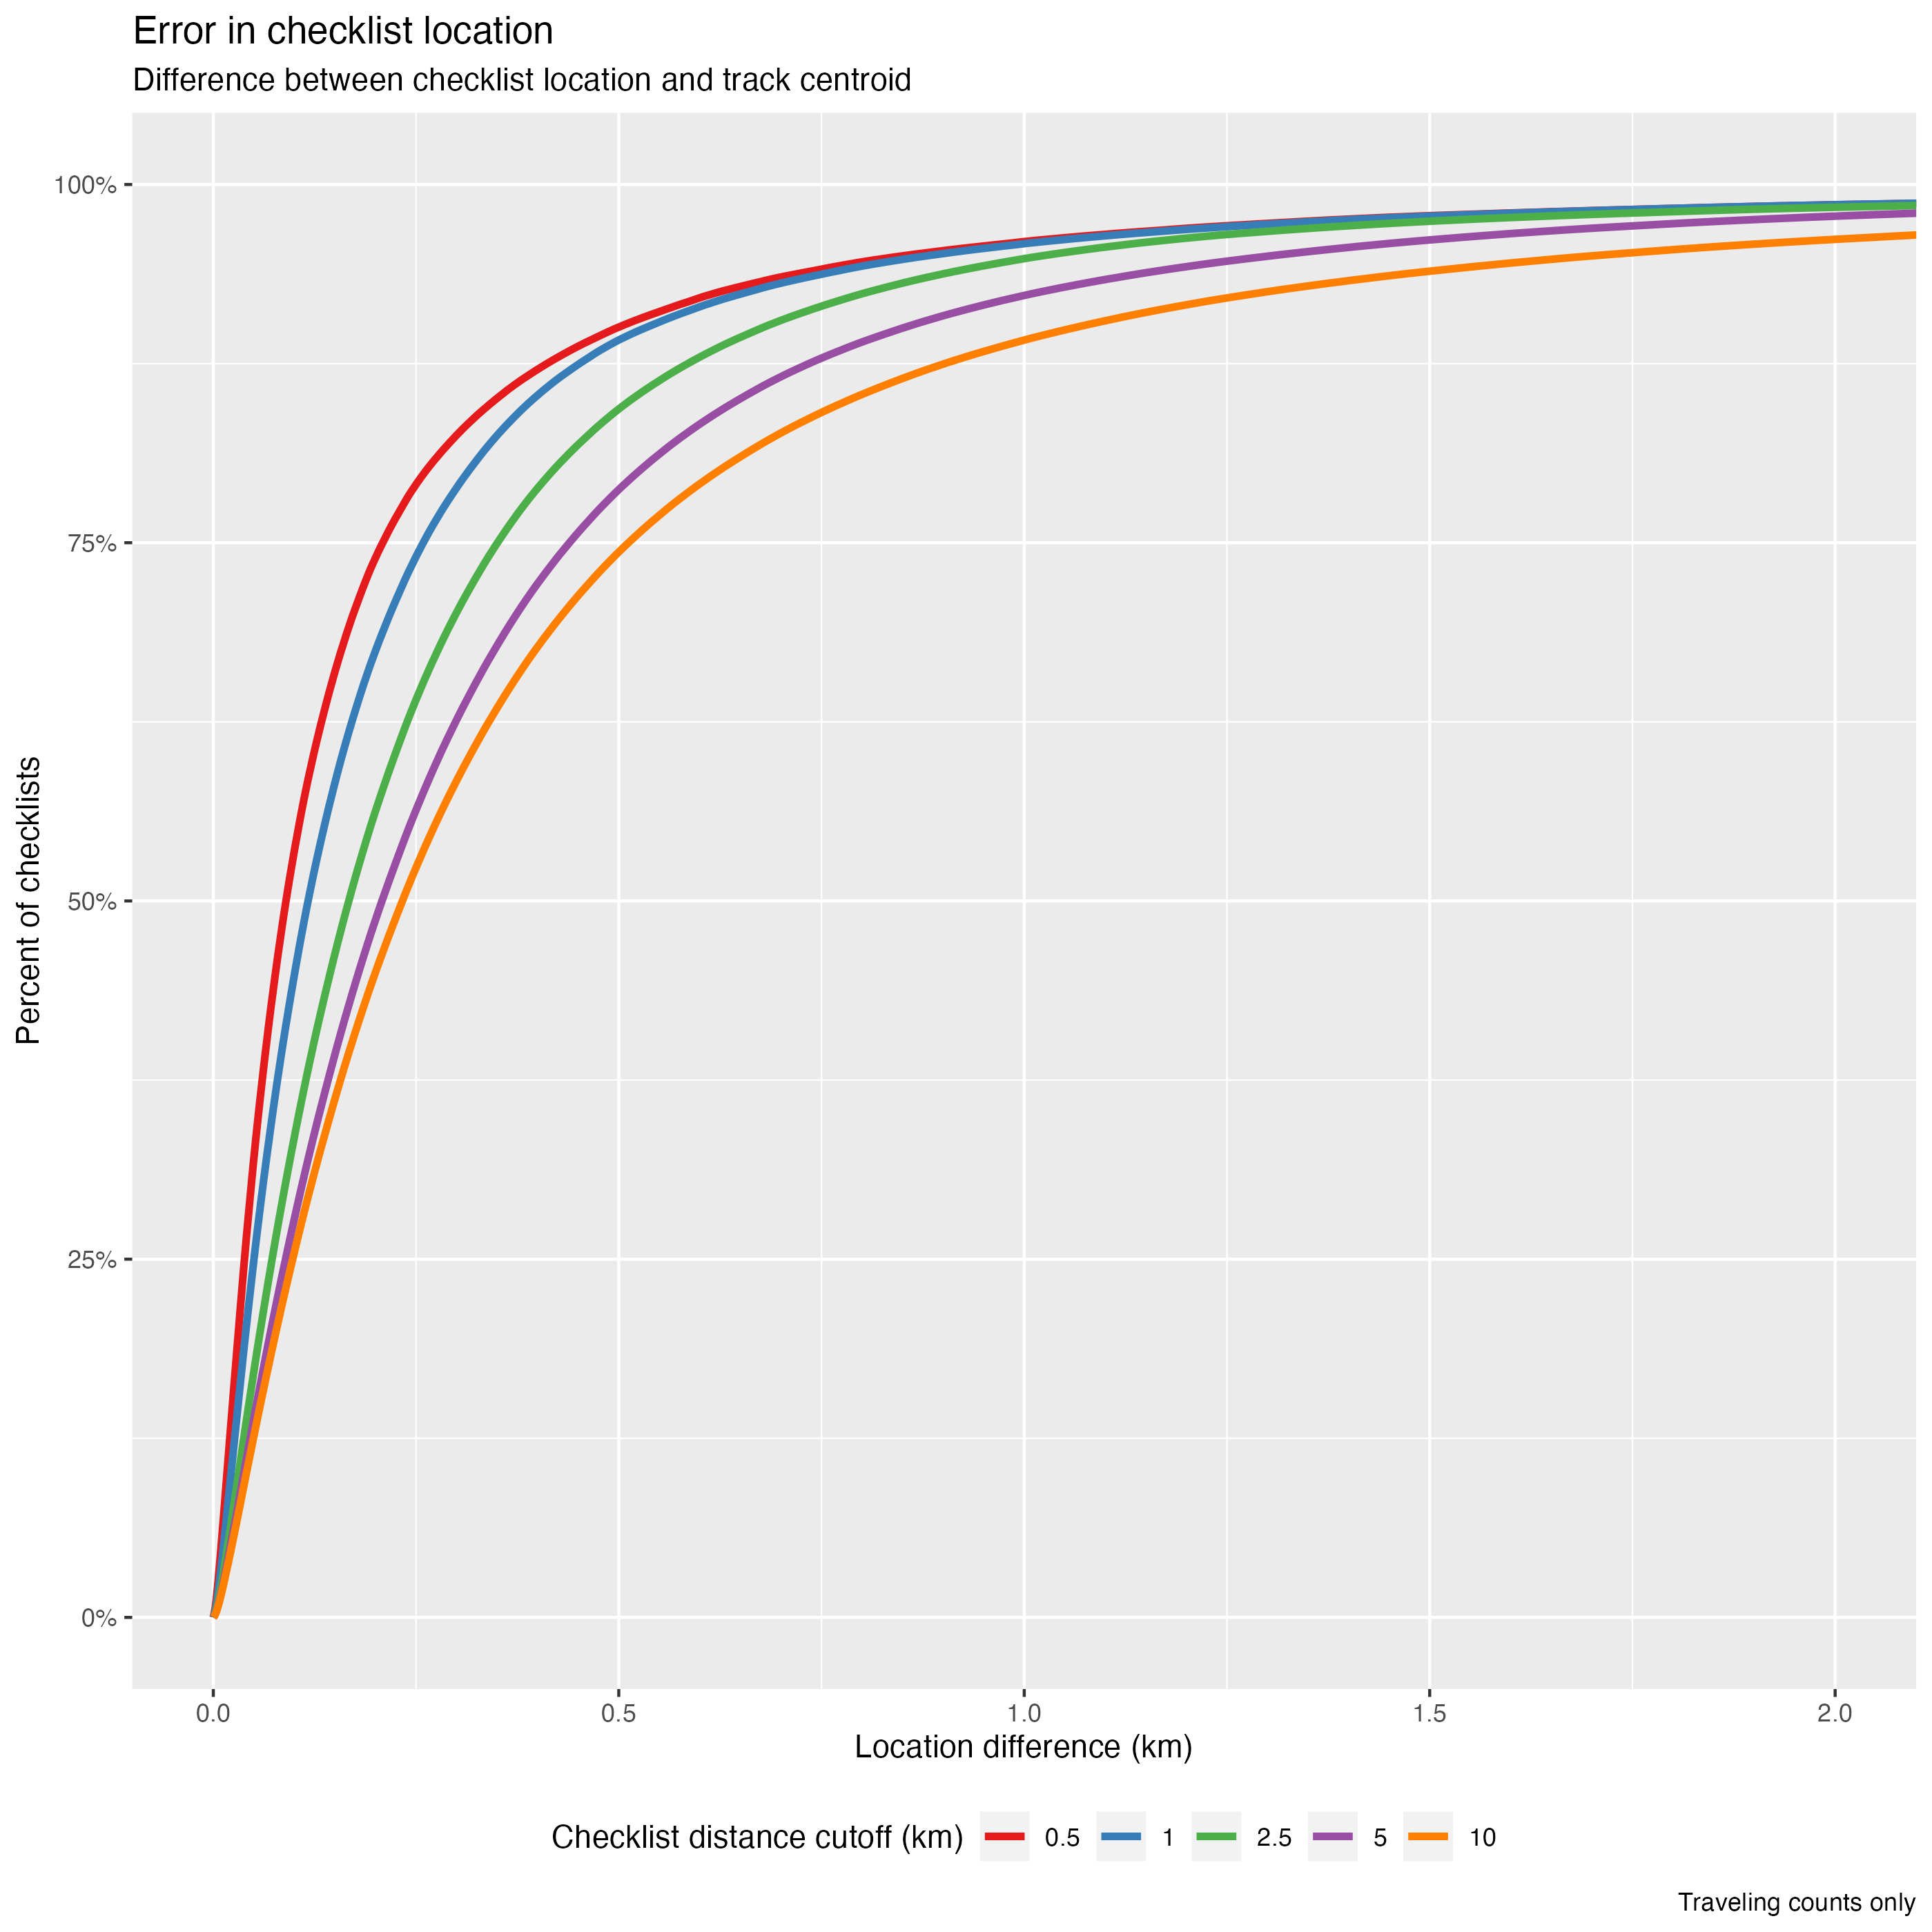 Error in checklist location
Difference between checklist location and track centroid
Percent of checklists
100%
75%
50%
25%
0%
0.0 0.5 1.0 1.5 2.0
Location difference (km)
Checklist distance cutoff (km) 0.5 1 2.5 5 10
Traveling counts only